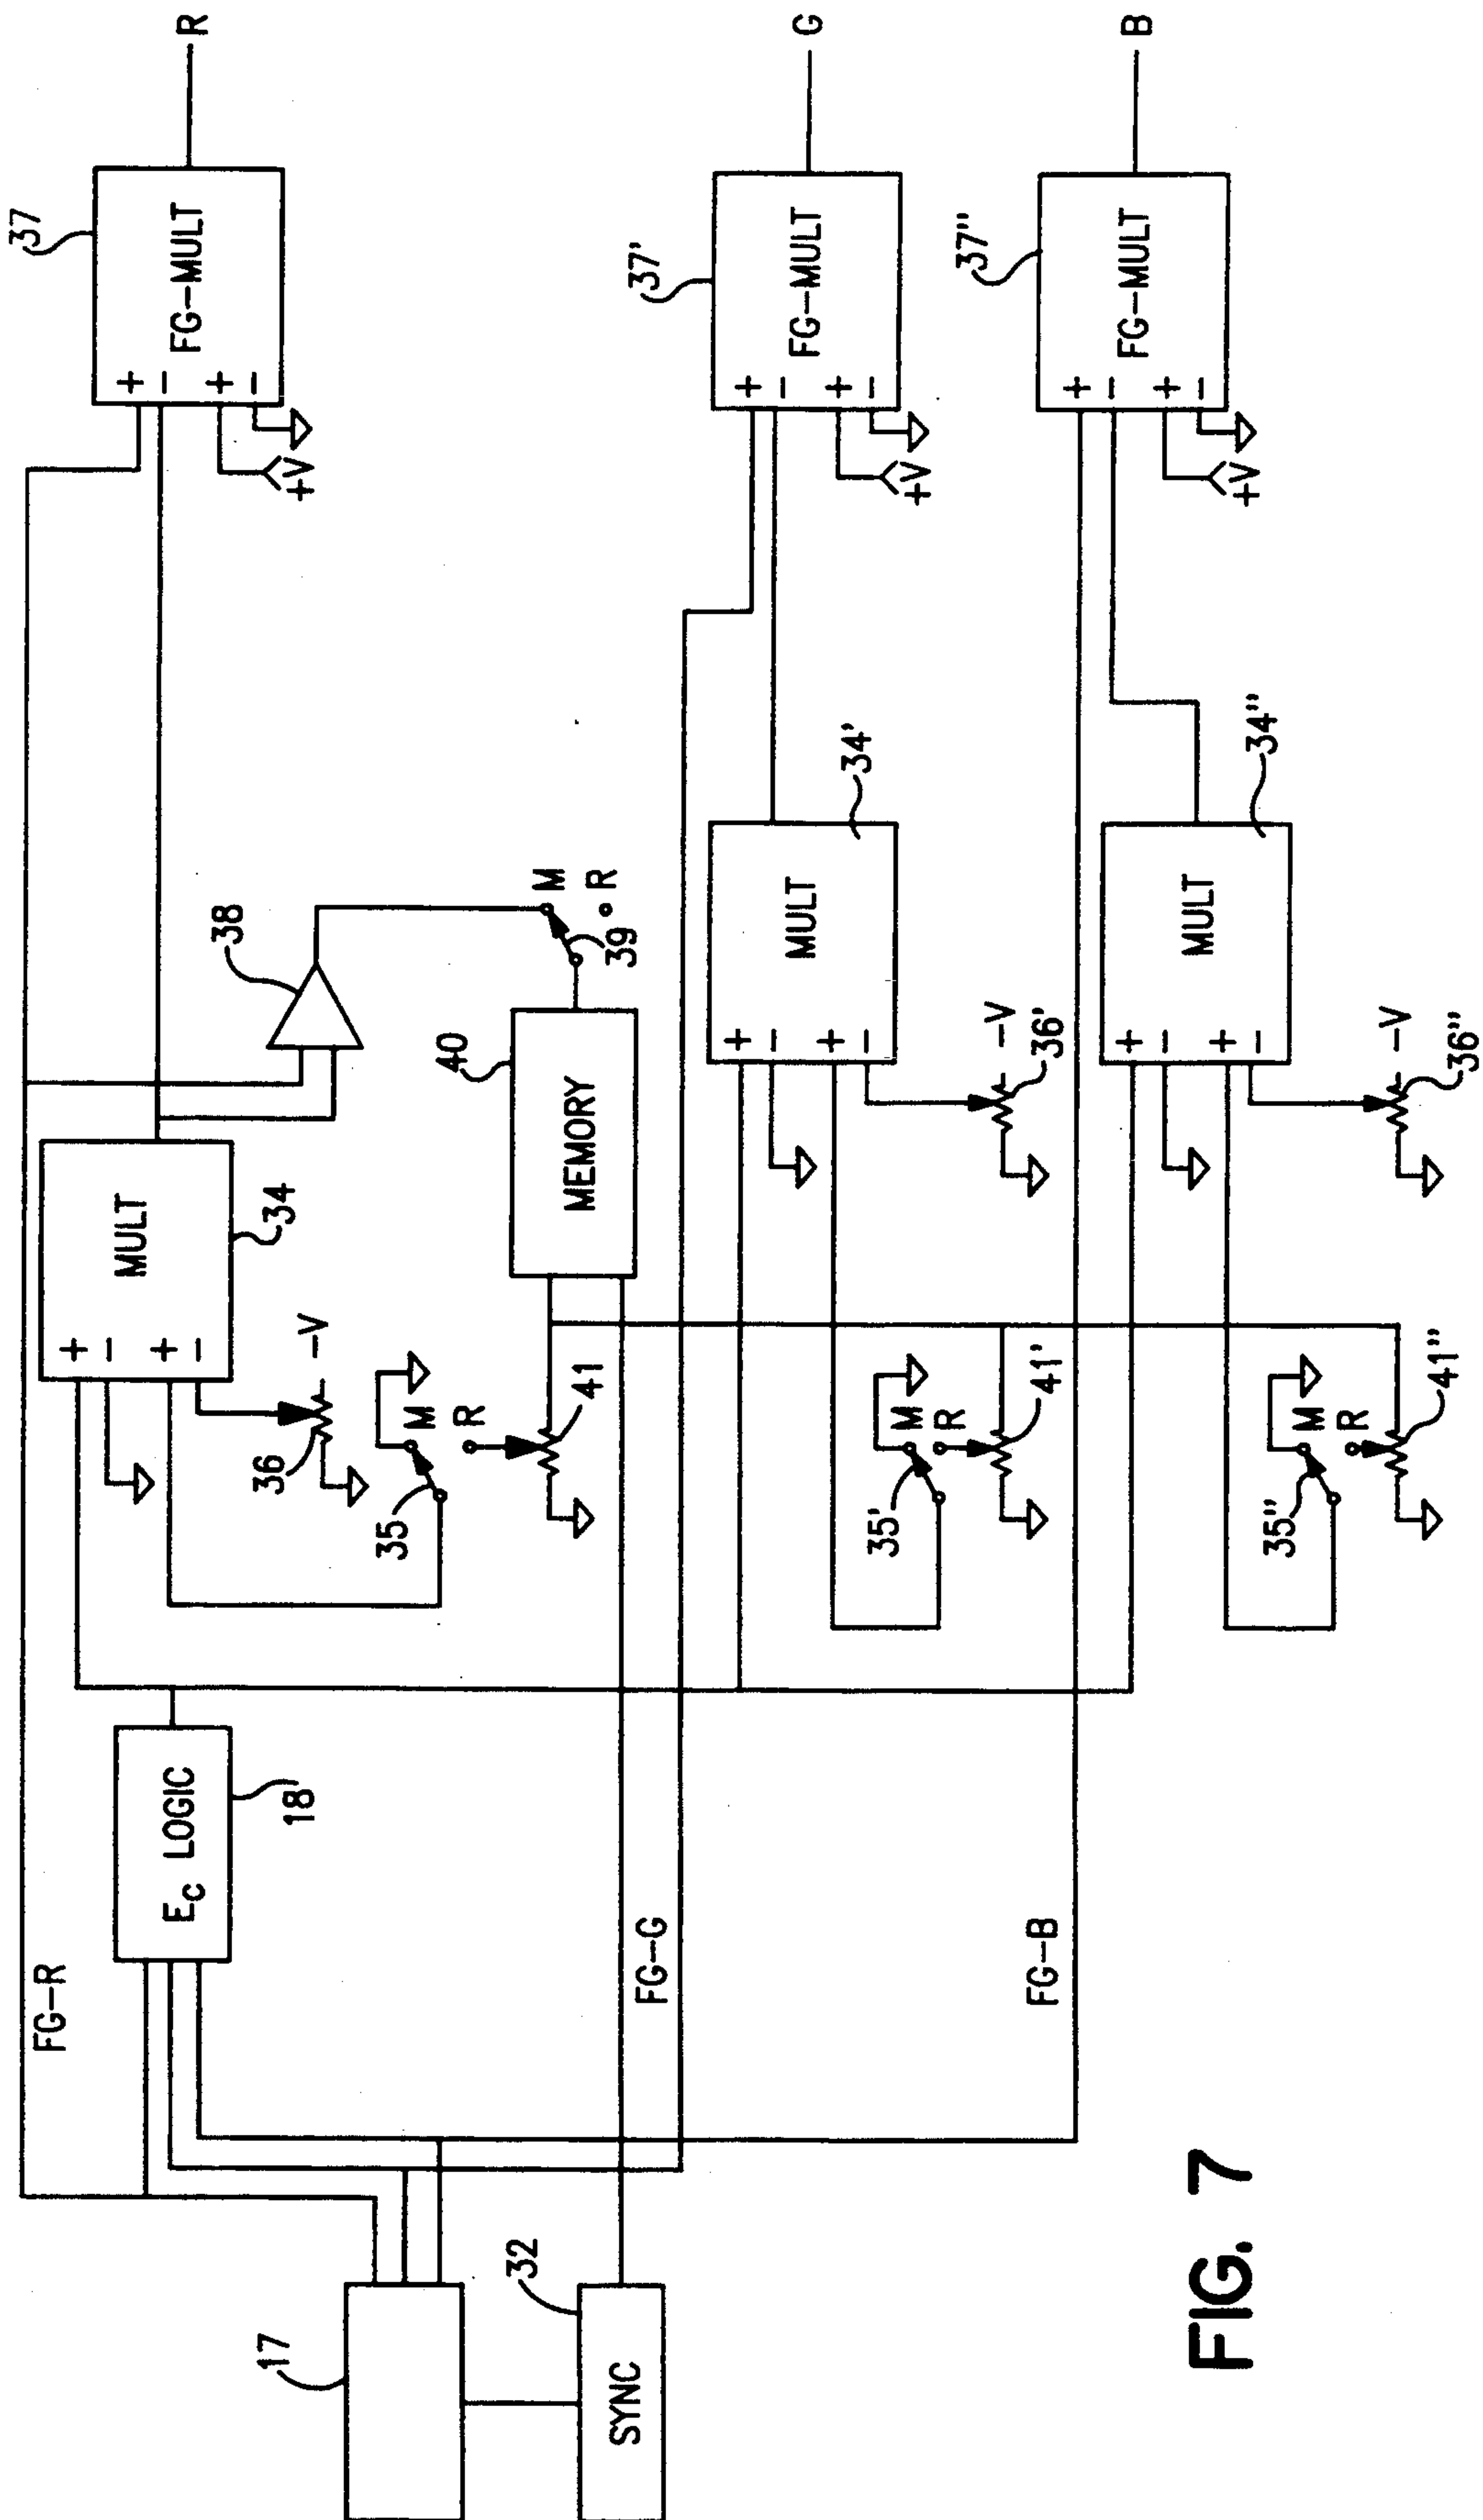 17
32
SYNC
FG-R
E_C LOGIC
18
FG-G
FG-B
MULT
+
-
+
-
34
36
-V
35
M
R
41
38
MEMORY
40
39
M
R
37
FG-MULT
+
-
+
-
+V
R
MULT
+
-
+
-
34'
36'
-V
35'
M
R
41'
37'
FG-MULT
+
-
+
-
+V
G
MULT
+
-
+
-
34"
36"
-V
35"
M
R
41"
37"
FG-MULT
+
-
+
-
+V
B
FIG. 7